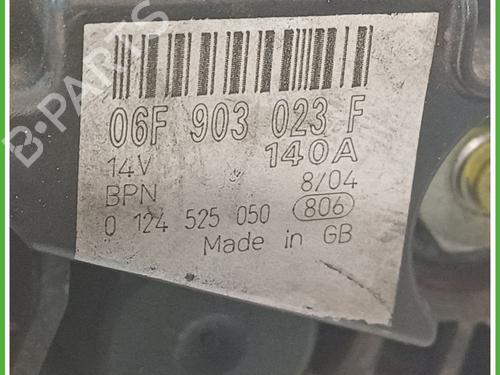 06F 903 023 F
14V 140A
BPN 8/04
0 124 525 050 806
Made in GB
B-PARTS